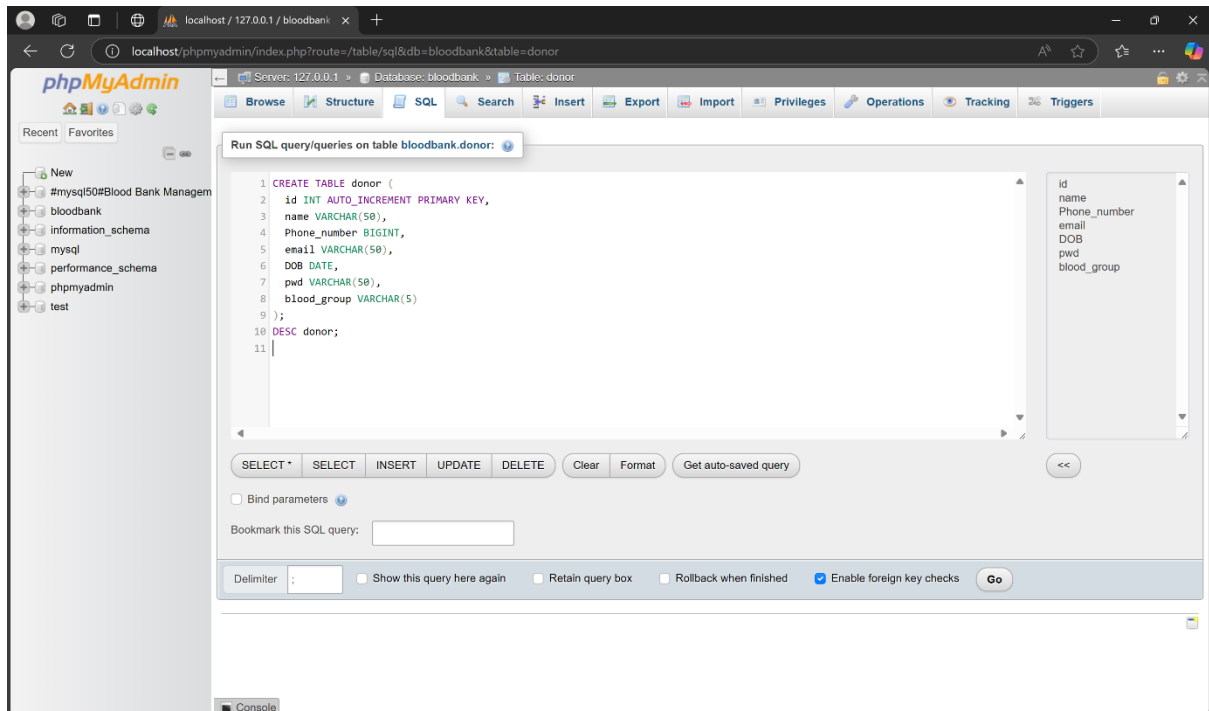 localhost / 127.0.0.1 / bloodbank
localhost/phpmyadmin/index.php?route=/table/sql&db=bloodbank&table=donor
phpMyAdmin
Recent Favorites
New
#mysql50#Blood Bank Managem
bloodbank
information_schema
mysql
performance_schema
phpmyadmin
test
Server: 127.0.0.1 » Database: bloodbank » Table: donor
Browse Structure SQL Search Insert Export Import Privileges Operations Tracking Triggers
Run SQL query/queries on table bloodbank.donor:
1 CREATE TABLE donor (
2 id INT AUTO_INCREMENT PRIMARY KEY,
3 name VARCHAR(50),
4 Phone_number BIGINT,
5 email VARCHAR(50),
6 DOB DATE,
7 pwd VARCHAR(50),
8 blood_group VARCHAR(5)
9 );
10 DESC donor;
11
id
name
Phone_number
email
DOB
pwd
blood_group
SELECT * SELECT INSERT UPDATE DELETE Clear Format Get auto-saved query <<
Bind parameters
Bookmark this SQL query:
Delimiter ; Show this query here again Retain query box Rollback when finished Enable foreign key checks Go
Console